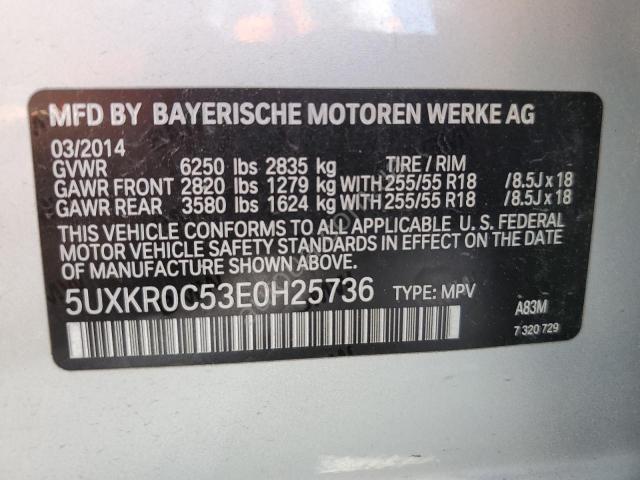 MFD BY BAYERISCHE MOTOREN WERKE AG
03/2014
GVWR 6250 lbs 2835 kg TIRE / RIM
GAWR FRONT 2820 lbs 1279 kg WITH 255/55 R18 /8.5J x 18
GAWR REAR 3580 lbs 1624 kg WITH 255/55 R18 /8.5J x 18
THIS VEHICLE CONFORMS TO ALL APPLICABLE U. S. FEDERAL
MOTOR VEHICLE SAFETY STANDARDS IN EFFECT ON THE DATE
OF MANUFACTURE SHOWN ABOVE.
5UXKR0C53E0H25736 TYPE: MPV A83M
7 320 729